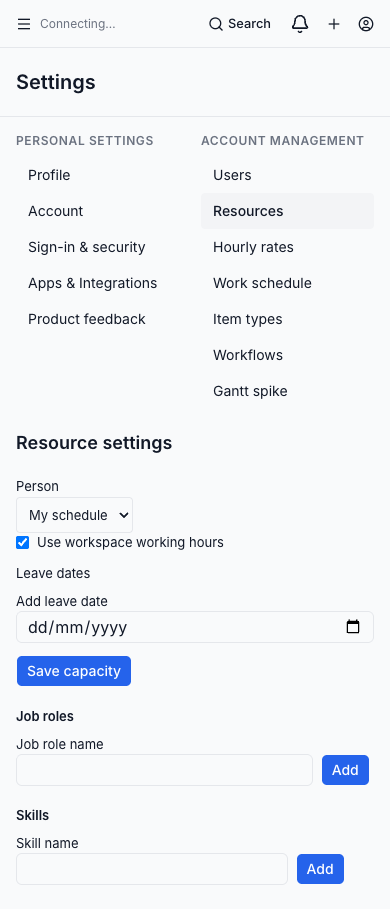 Connecting...
Search
Settings
PERSONAL SETTINGS
Profile
Account
Sign-in & security
Apps & Integrations
Product feedback
ACCOUNT MANAGEMENT
Users
Resources
Hourly rates
Work schedule
Item types
Workflows
Gantt spike
Resource settings
Person
My schedule
Use workspace working hours
Leave dates
Add leave date
dd/mm/yyyy
Save capacity
Job roles
Job role name
Add
Skills
Skill name
Add